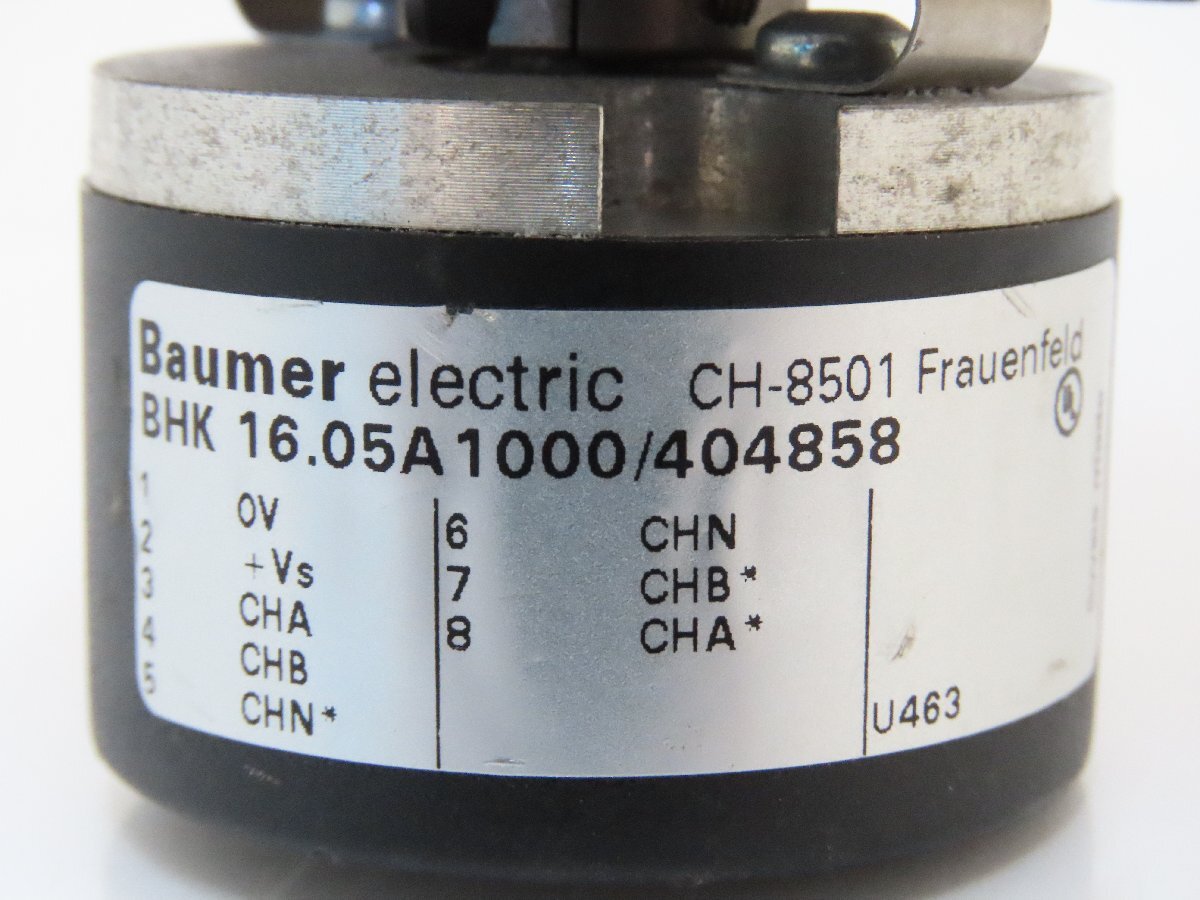 Baumer electric CH-8501 Frauenfeld
BHK 16.05A1000/404858
1 0V
2 +Vs
3 CHA
4 CHB
5 CHN*
6 CHN
7 CHB*
8 CHA*
U463